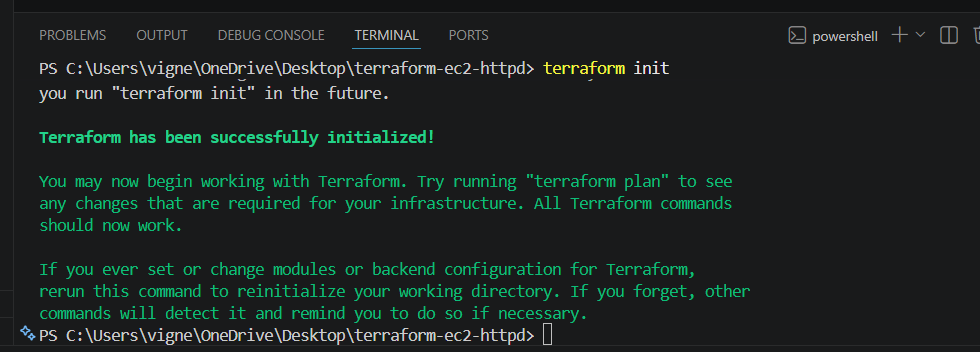 PROBLEMS OUTPUT DEBUG CONSOLE TERMINAL PORTS powershell
PS C:\Users\vigne\OneDrive\Desktop\terraform-ec2-httpd> terraform init
you run "terraform init" in the future.
Terraform has been successfully initialized!
You may now begin working with Terraform. Try running "terraform plan" to see
any changes that are required for your infrastructure. All Terraform commands
should now work.
If you ever set or change modules or backend configuration for Terraform,
rerun this command to reinitialize your working directory. If you forget, other
commands will detect it and remind you to do so if necessary.
PS C:\Users\vigne\OneDrive\Desktop\terraform-ec2-httpd>